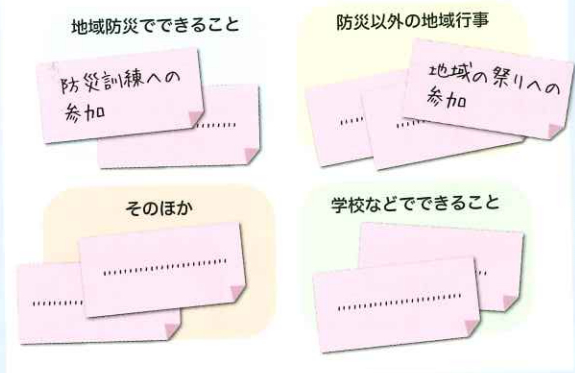 地域防災でできること
防災訓練への
参加
防災以外の地域行事
地域の祭りへの
参加
そのほか
学校などでできること